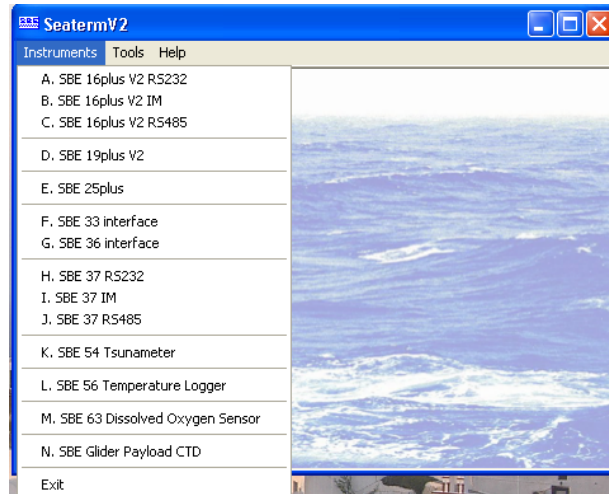 SBE SeatermV2
Instruments Tools Help
A. SBE 16plus V2 RS232
B. SBE 16plus V2 IM
C. SBE 16plus V2 RS485
D. SBE 19plus V2
E. SBE 25plus
F. SBE 33 interface
G. SBE 36 interface
H. SBE 37 RS232
I. SBE 37 IM
J. SBE 37 RS485
K. SBE 54 Tsunameter
L. SBE 56 Temperature Logger
M. SBE 63 Dissolved Oxygen Sensor
N. SBE Glider Payload CTD
Exit